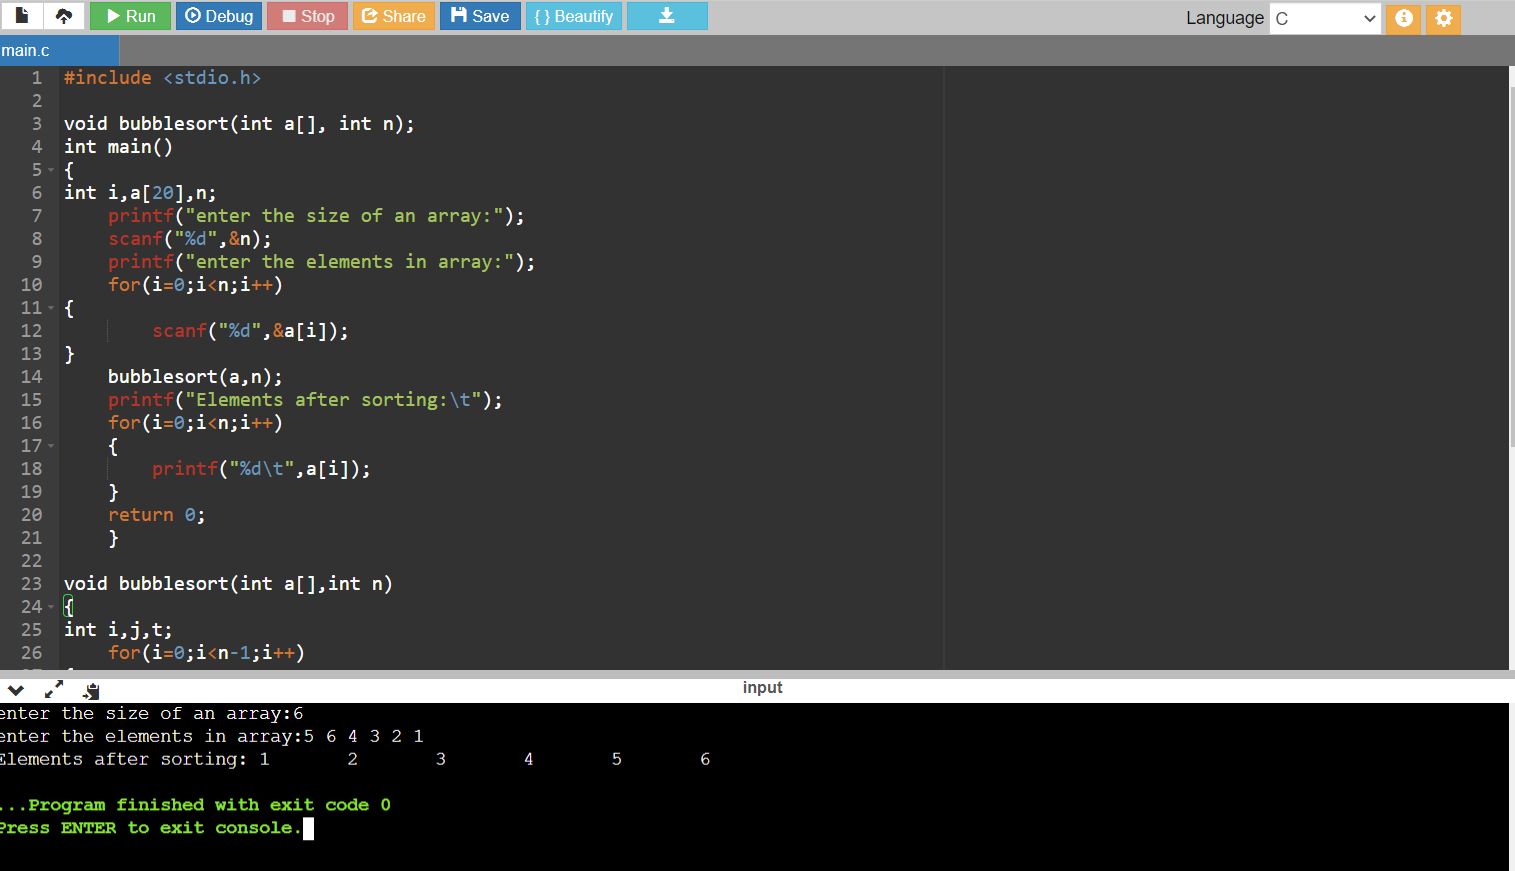 Run Debug Stop Share Save { } Beautify Language C
main.c
1 #include <stdio.h>
2
3 void bubblesort(int a[], int n);
4 int main()
5 {
6 int i,a[20],n;
7 printf("enter the size of an array:");
8 scanf("%d",&n);
9 printf("enter the elements in array:");
10 for(i=0;i<n;i++)
11 {
12 scanf("%d",&a[i]);
13 }
14 bubblesort(a,n);
15 printf("Elements after sorting:\t");
16 for(i=0;i<n;i++)
17 {
18 printf("%d\t",a[i]);
19 }
20 return 0;
21 }
22
23 void bubblesort(int a[],int n)
24 {
25 int i,j,t;
26 for(i=0;i<n-1;i++)
input
enter the size of an array:6
enter the elements in array:5 6 4 3 2 1
Elements after sorting: 1 2 3 4 5 6
...Program finished with exit code 0
Press ENTER to exit console.